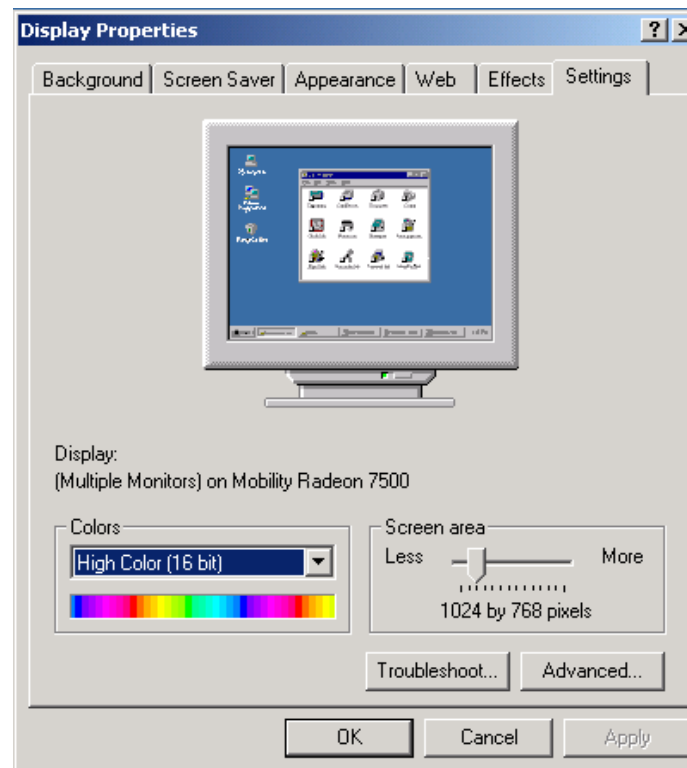 Display Properties
Background Screen Saver Appearance Web Effects Settings
Display:
(Multiple Monitors) on Mobility Radeon 7500
Colors
High Color (16 bit)
Screen area
Less More
1024 by 768 pixels
Troubleshoot... Advanced...
OK Cancel Apply